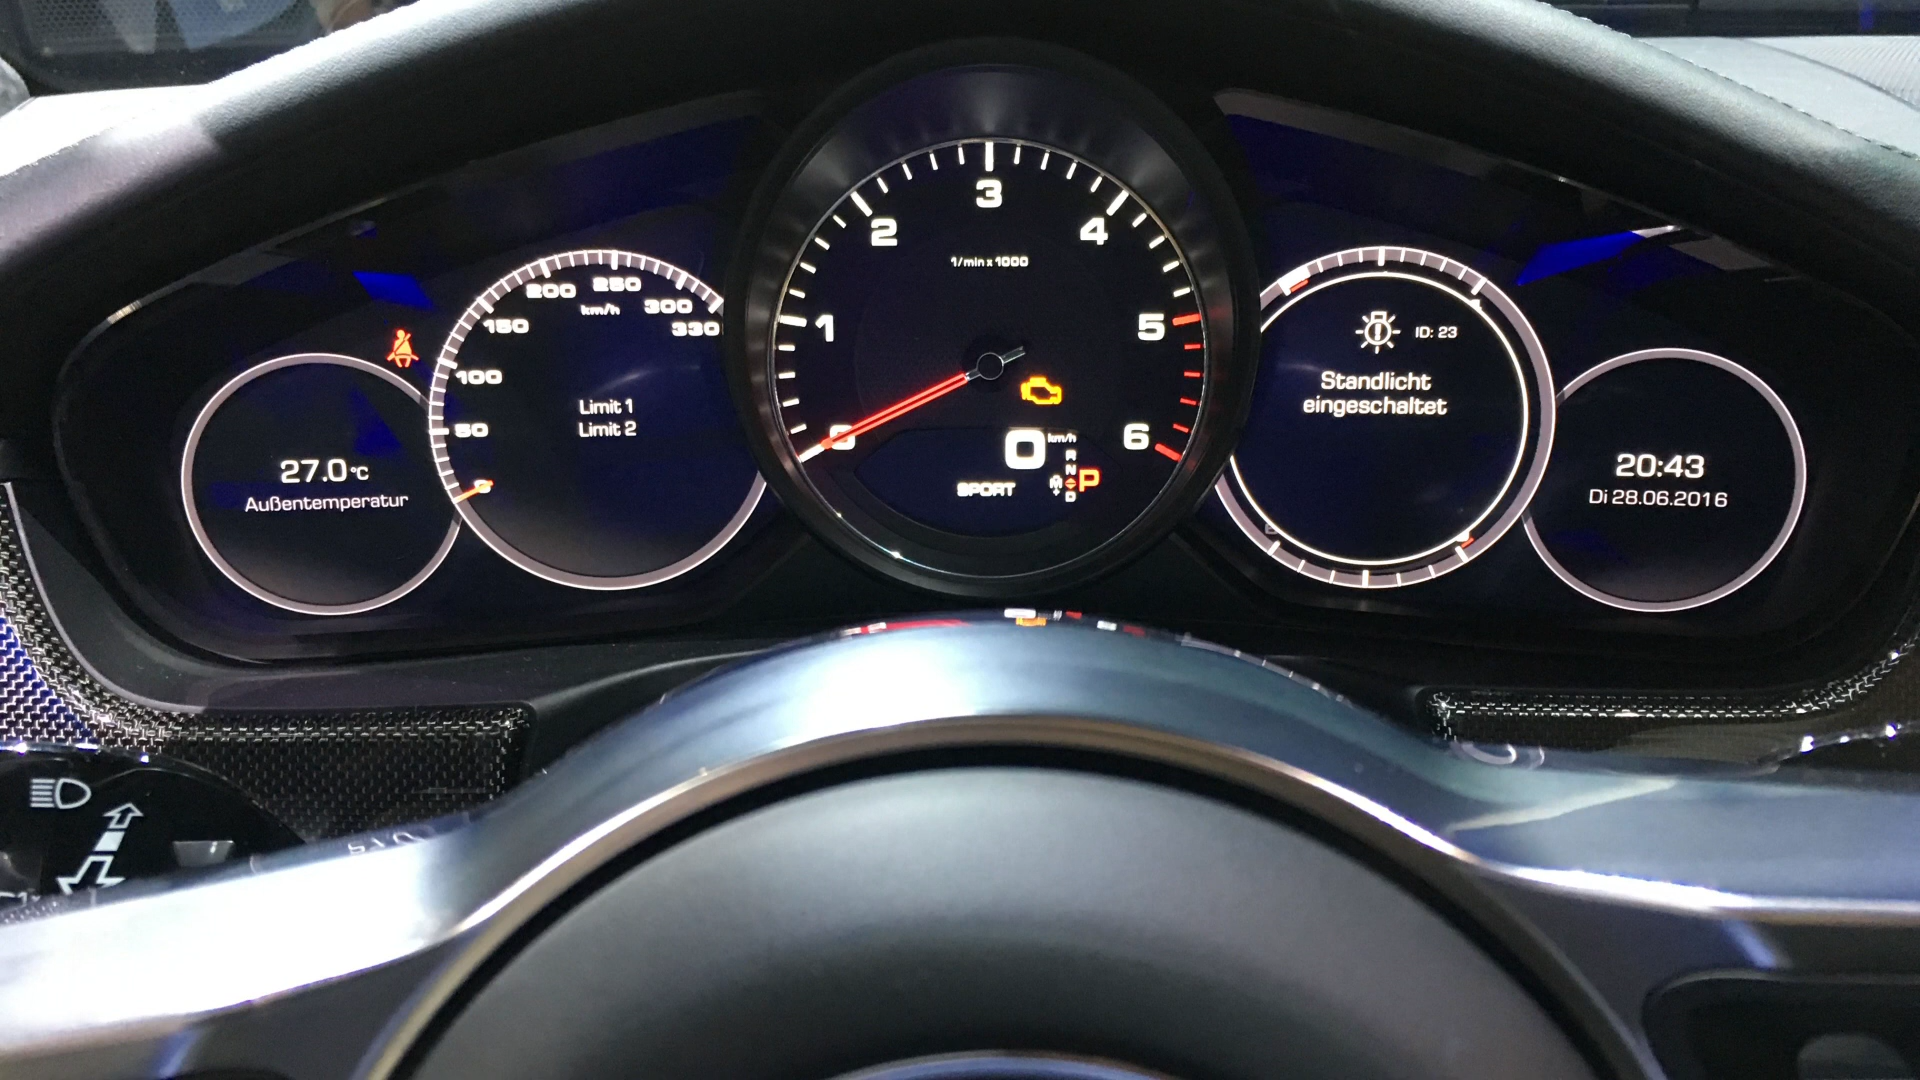 27.0 °C
Außentemperatur
0
50
100
150
200
250
300
330
km/h
Limit 1
Limit 2
0
1
2
3
4
5
6
1/min x 1000
0 km/h
SPORT
R
N
D
M
+
P
ID: 23
Standlicht
eingeschaltet
20:43
Di 28.06.2016